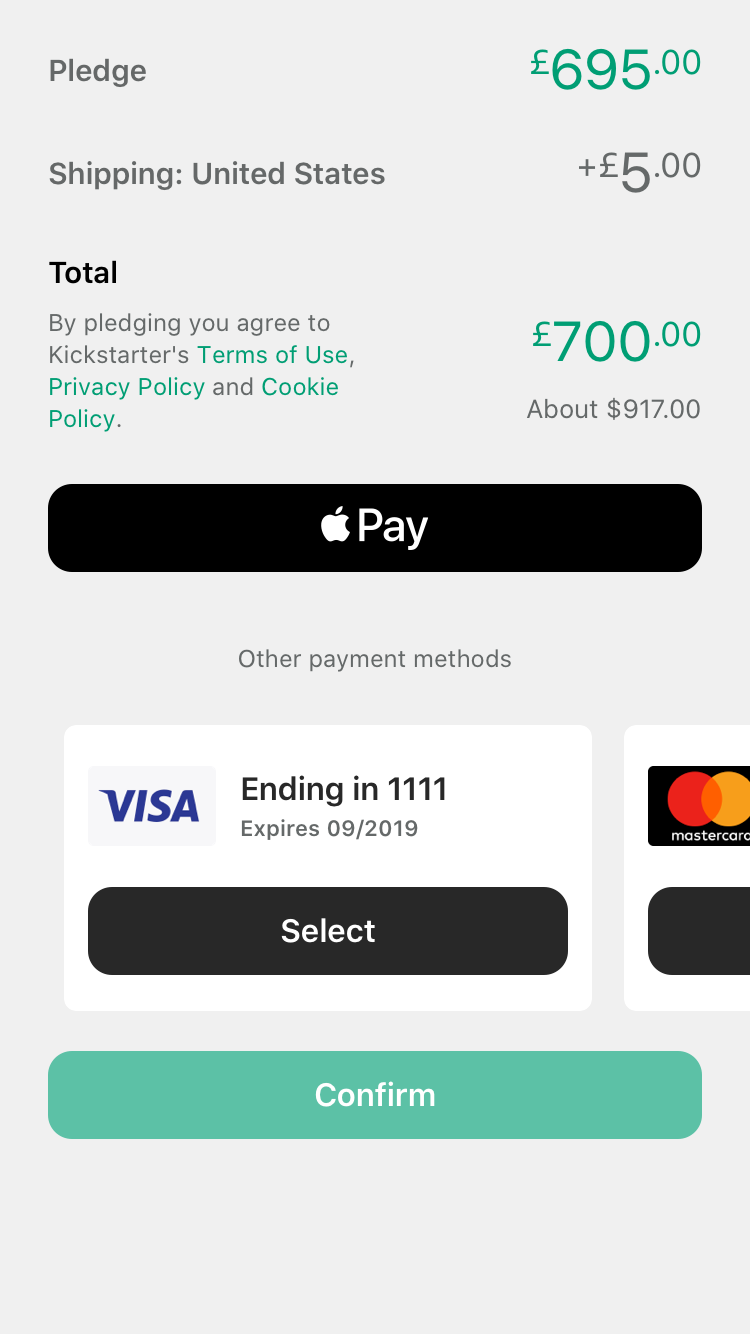 Pledge £695.00
Shipping: United States +£5.00
Total
By pledging you agree to
Kickstarter's Terms of Use,
Privacy Policy and Cookie
Policy.
£700.00
About $917.00
Pay
Other payment methods
VISA
Ending in 1111
Expires 09/2019
Select
mastercard
Confirm